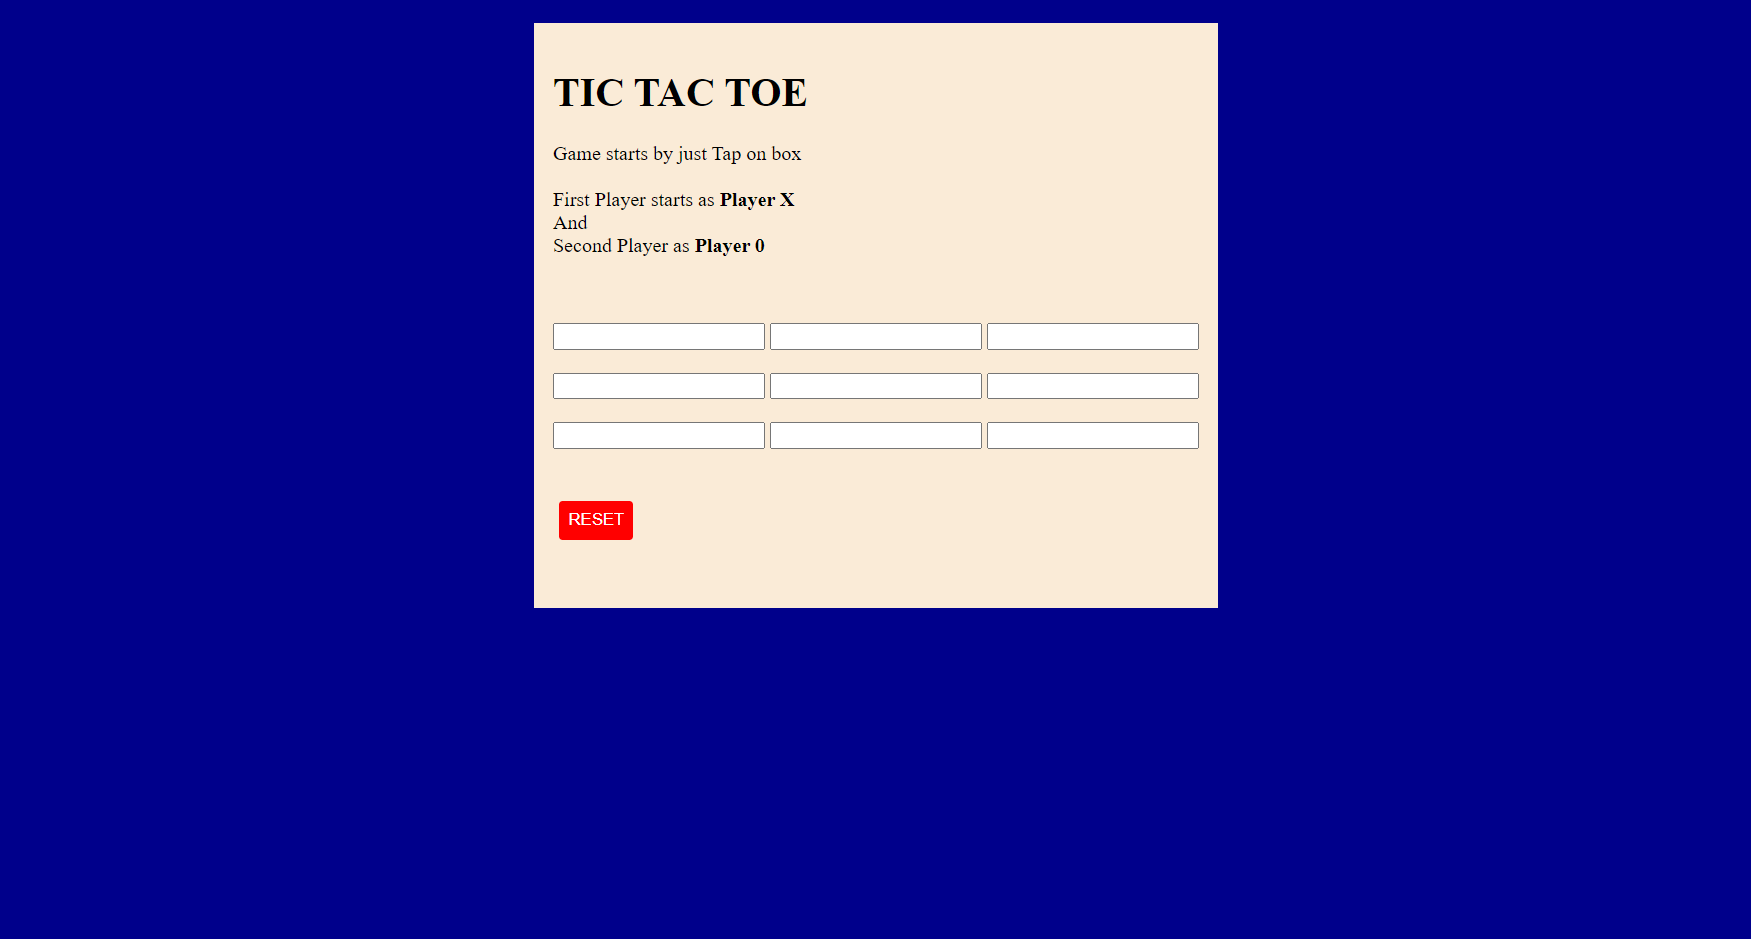 TIC TAC TOE
Game starts by just Tap on box
First Player starts as Player X
And
Second Player as Player 0
RESET